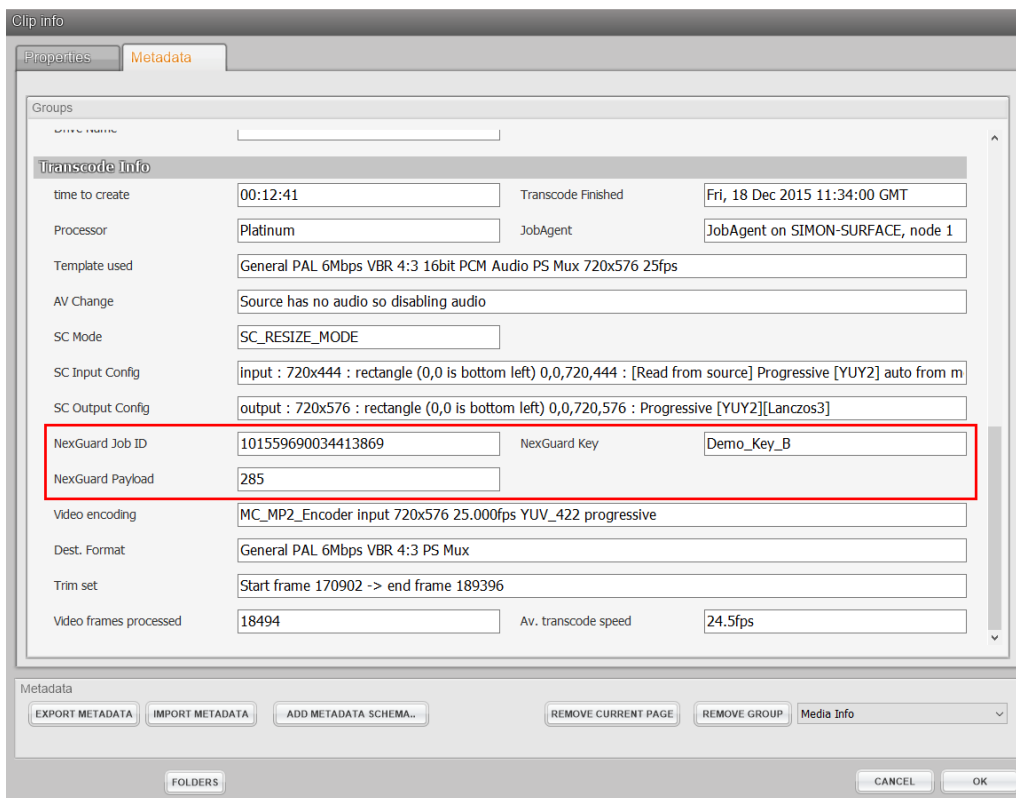 Clip info
Properties Metadata
Groups
Drive Name
Transcode Info
time to create 00:12:41 Transcode Finished Fri, 18 Dec 2015 11:34:00 GMT
Processor Platinum JobAgent JobAgent on SIMON-SURFACE, node 1
Template used General PAL 6Mbps VBR 4:3 16bit PCM Audio PS Mux 720x576 25fps
AV Change Source has no audio so disabling audio
SC Mode SC_RESIZE_MODE
SC Input Config input : 720x444 : rectangle (0,0 is bottom left) 0,0,720,444 : [Read from source] Progressive [YUY2] auto from m
SC Output Config output : 720x576 : rectangle (0,0 is bottom left) 0,0,720,576 : Progressive [YUY2][Lanczos3]
NexGuard Job ID 101559690034413869 NexGuard Key Demo_Key_B
NexGuard Payload 285
Video encoding MC_MP2_Encoder input 720x576 25.000fps YUV_422 progressive
Dest. Format General PAL 6Mbps VBR 4:3 PS Mux
Trim set Start frame 170902 -> end frame 189396
Video frames processed 18494 Av. transcode speed 24.5fps
Metadata
EXPORT METADATA IMPORT METADATA ADD METADATA SCHEMA.. REMOVE CURRENT PAGE REMOVE GROUP Media Info
FOLDERS CANCEL OK